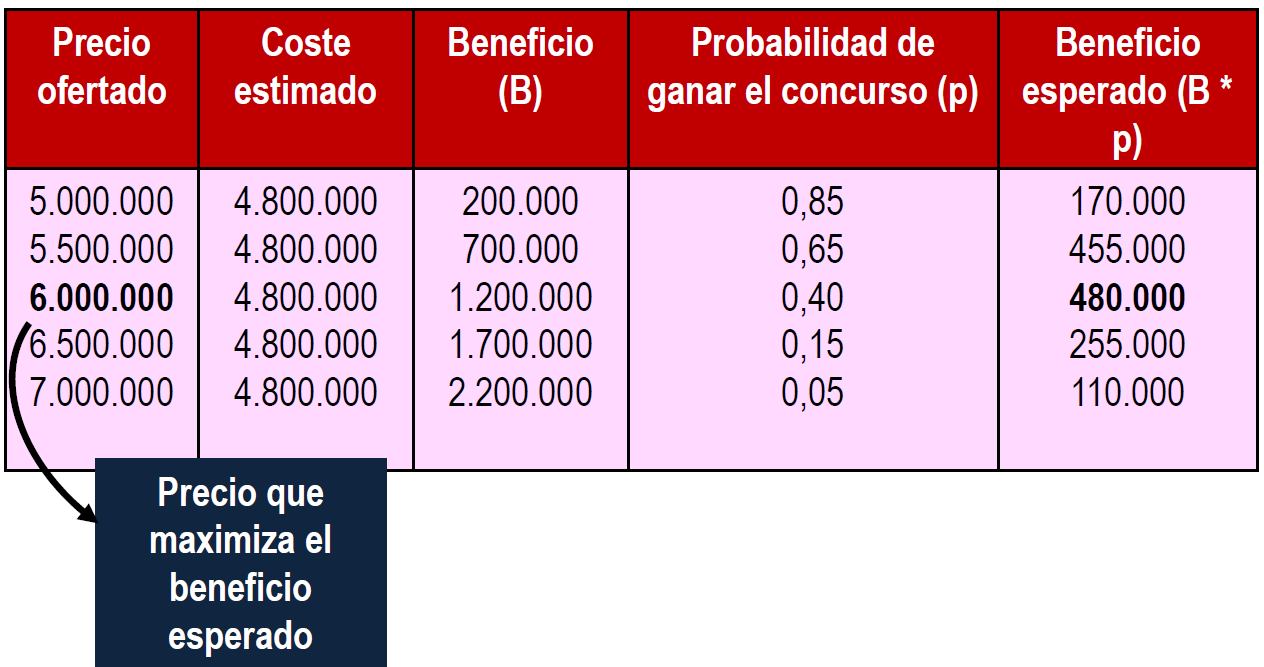 Precio ofertado Coste estimado Beneficio (B) Probabilidad de ganar el concurso (p) Beneficio esperado (B * p)
5.000.000 4.800.000 200.000 0,85 170.000
5.500.000 4.800.000 700.000 0,65 455.000
6.000.000 4.800.000 1.200.000 0,40 480.000
6.500.000 4.800.000 1.700.000 0,15 255.000
7.000.000 4.800.000 2.200.000 0,05 110.000
Precio que
maximiza el
beneficio
esperado